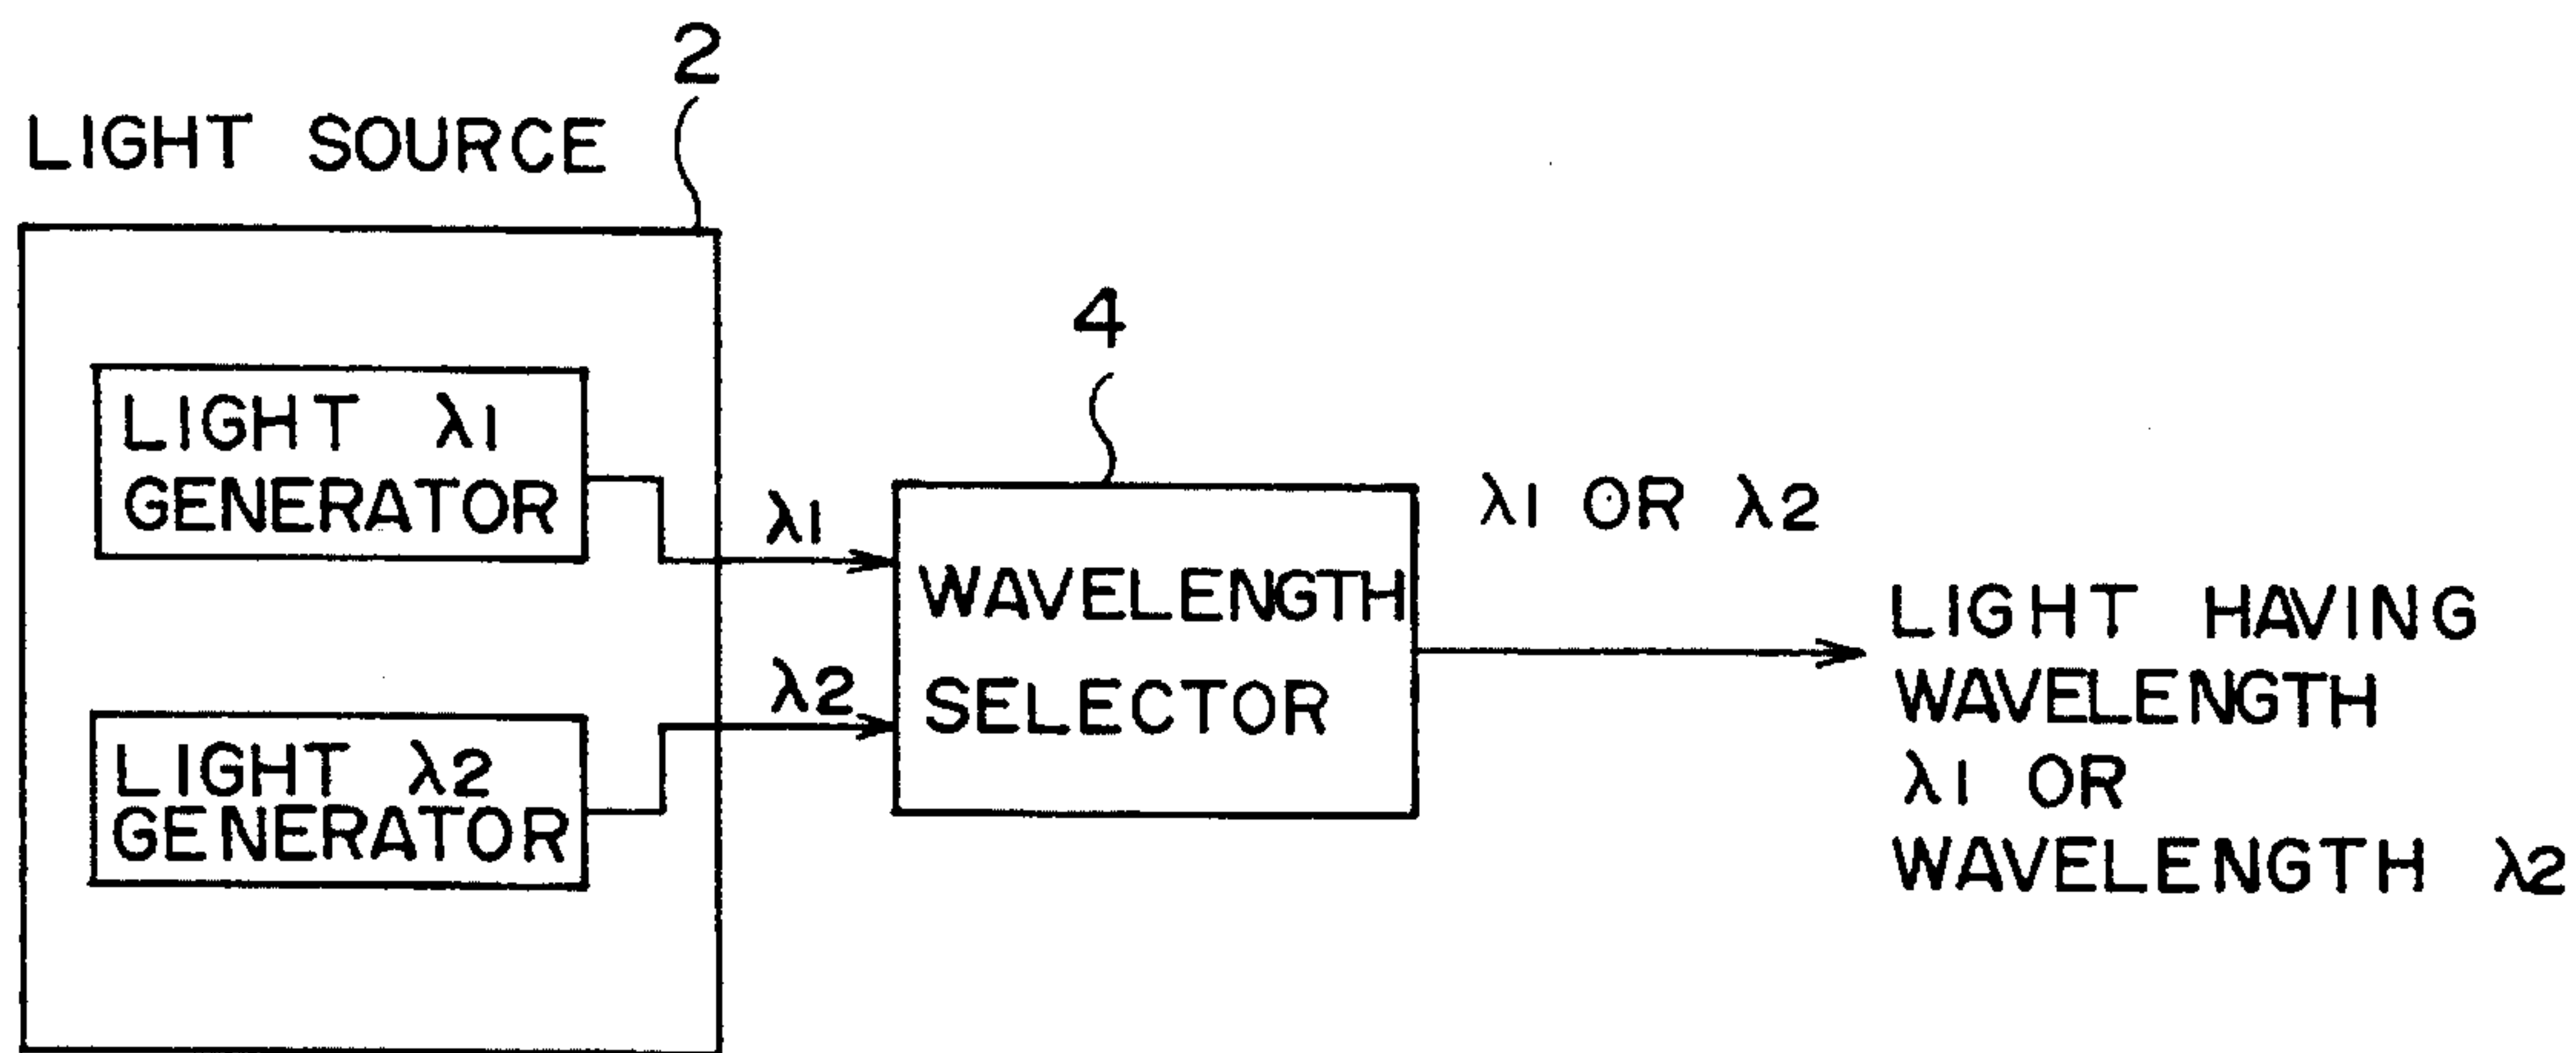 2
LIGHT SOURCE
4
LIGHT λ1
GENERATOR
λ1
λ1 OR λ2
WAVELENGTH
SELECTOR
λ2
LIGHT λ2
GENERATOR
LIGHT HAVING
WAVELENGTH
λ1 OR
WAVELENGTH λ2